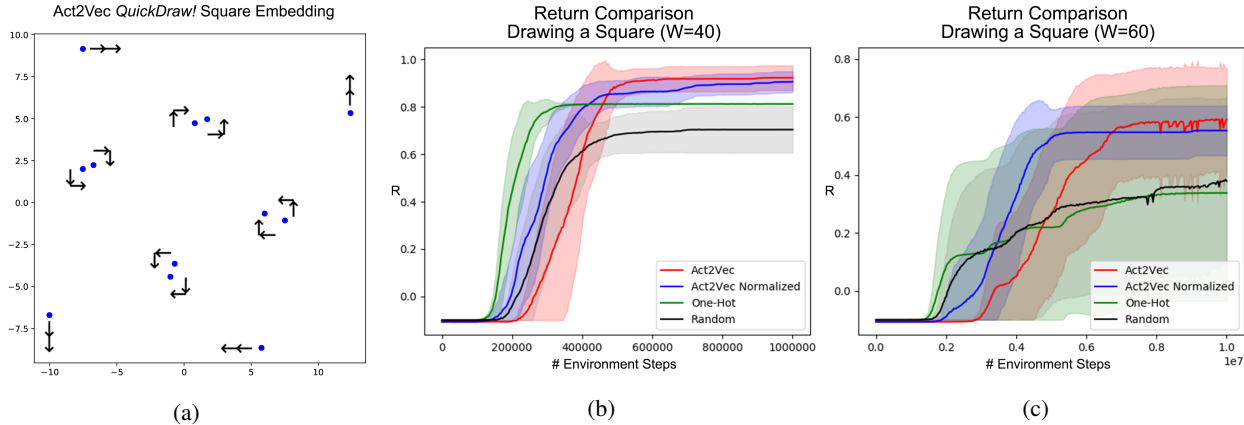 Act2Vec QuickDraw! Square Embedding
10.0
7.5
5.0
2.5
0.0
−2.5
−5.0
−7.5
−10
−5
0
5
10
(a)
Return Comparison
Drawing a Square (W=40)
R
1.0
0.8
0.6
0.4
0.2
0.0
Act2Vec
Act2Vec Normalized
One-Hot
Random
0
200000
400000
600000
800000
1000000
# Environment Steps
(b)
Return Comparison
Drawing a Square (W=60)
R
0.8
0.6
0.4
0.2
0.0
Act2Vec
Act2Vec Normalized
One-Hot
Random
0.0
0.2
0.4
0.6
0.8
1.0
1e7
# Environment Steps
(c)